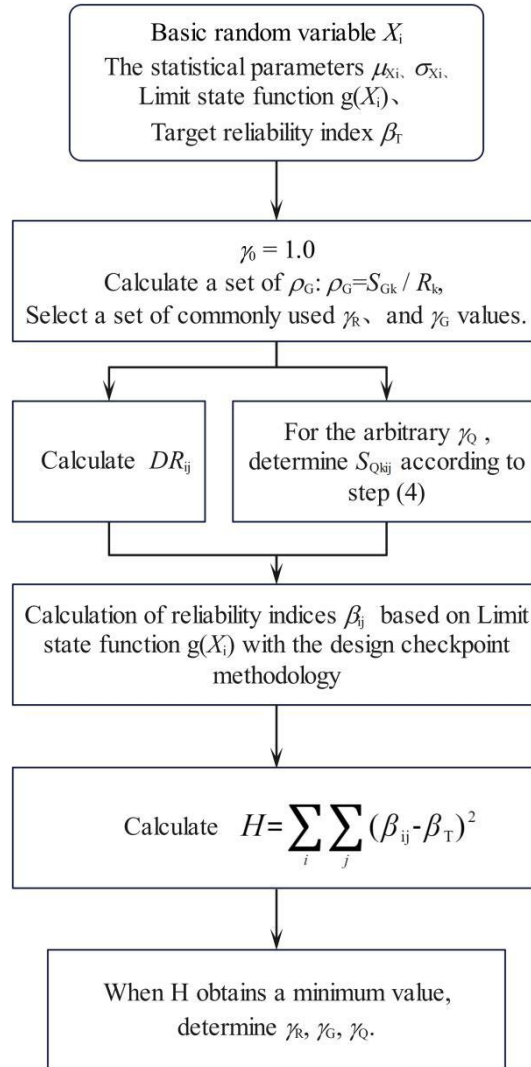 Basic random variable Xi
The statistical parameters μXi、 σXi、
Limit state function g(Xi)、
Target reliability index βT
γ0 = 1.0
Calculate a set of ρG: ρG=SGk / Rk,
Select a set of commonly used γR、 and γG values.
Calculate DRij
For the arbitrary γQ ,
determine SQkij according to
step (4)
Calculation of reliability indices βij based on Limit
state function g(Xi) with the design checkpoint
methodology
Calculate H=∑i∑j(βij-βT)2
When H obtains a minimum value,
determine γR, γG, γQ.